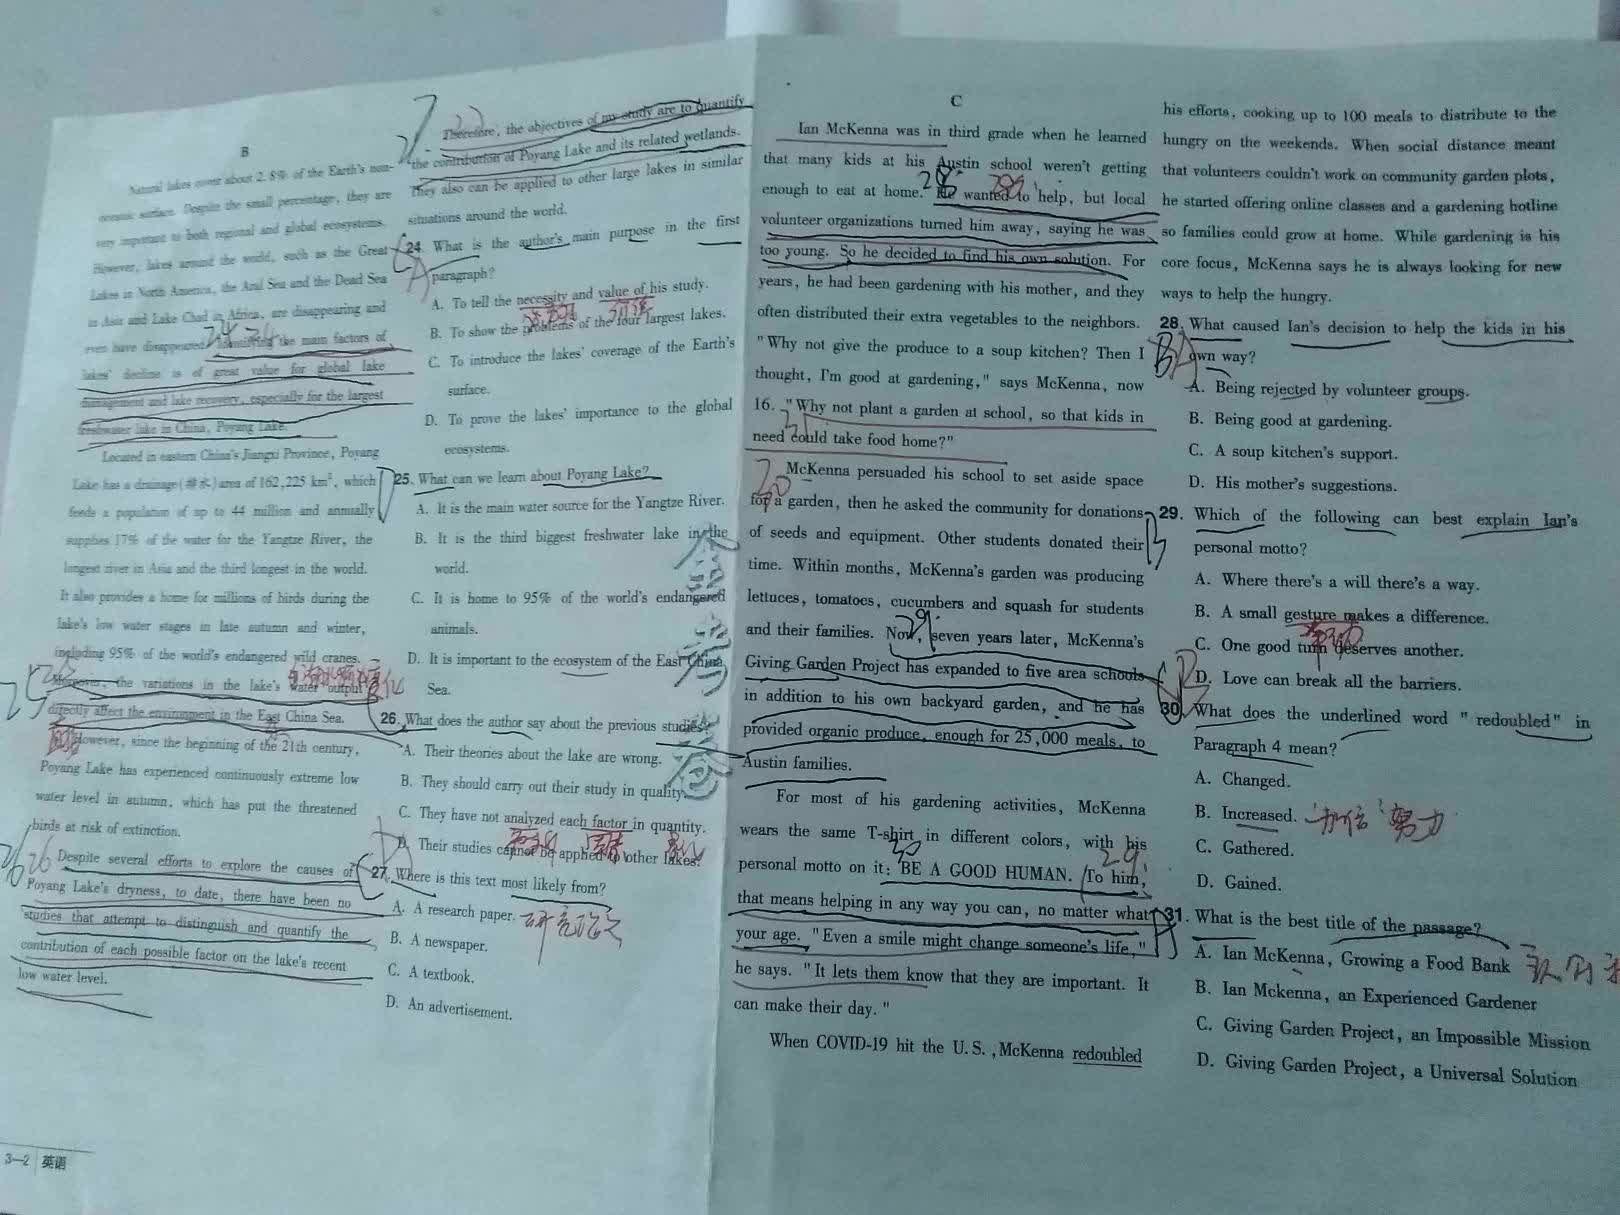 B
Natural lakes cover about 2.8% of the Earth's non-
oceanic surface. Despite the small percentage, they are
very important to both regional and global ecosystems.
However, lakes around the world, such as the Great
Lakes in North America, the Aral Sea and the Dead Sea
in Asia and Lake Chad in Africa, are disappearing and
even have disappeared. Identifying the main factors of
lakes' decline is of great value for global lake
management and lake recovery, especially for the largest
freshwater lake in China, Poyang Lake.
Located in eastern China's Jiangxi Province, Poyang
Lake has a drainage(排水)area of 162,225 km², which
feeds a population of up to 44 million and annually
supplies 17% of the water for the Yangtze River, the
longest river in Asia and the third longest in the world.
It also provides a home for millions of birds during the
lake's low water stages in late autumn and winter,
including 95% of the world's endangered wild cranes.
Moreover, the variations in the lake's water output
directly affect the environment in the East China Sea.
However, since the beginning of the 21th century,
Poyang Lake has experienced continuously extreme low
water level in autumn, which has put the threatened
birds at risk of extinction.
26
Despite several efforts to explore the causes of
Poyang Lake's dryness, to date, there have been no
studies that attempt to distinguish and quantify the
contribution of each possible factor on the lake's recent
low water level.
3—2 英语
Therefore, the objectives of my study are to quantify
the contribution of Poyang Lake and its related wetlands.
They also can be applied to other large lakes in similar
situations around the world.
24. What is the author's main purpose in the first
paragraph?
A
A. To tell the necessity and value of his study.
B. To show the problems of the four largest lakes.
C. To introduce the lakes' coverage of the Earth's
surface.
D. To prove the lakes' importance to the global
ecosystems.
25. What can we learn about Poyang Lake?
A. It is the main water source for the Yangtze River.
B. It is the third biggest freshwater lake in the
world.
C. It is home to 95% of the world's endangered
animals.
D. It is important to the ecosystem of the East China
Sea.
26. What does the author say about the previous studies?
A. Their theories about the lake are wrong.
B. They should carry out their study in quality.
C. They have not analyzed each factor in quantity.
D. Their studies cannot be applied to other lakes.
27. Where is this text most likely from?
A. A research paper. 研究论文
B. A newspaper.
C. A textbook.
D. An advertisement.
C
Ian McKenna was in third grade when he learned
that many kids at his Austin school weren't getting
enough to eat at home. He wanted to help, but local
volunteer organizations turned him away, saying he was
too young. So he decided to find his own solution. For
years, he had been gardening with his mother, and they
often distributed their extra vegetables to the neighbors.
"Why not give the produce to a soup kitchen? Then I
thought, I'm good at gardening," says McKenna, now
16. "Why not plant a garden at school, so that kids in
need could take food home?"
McKenna persuaded his school to set aside space
for a garden, then he asked the community for donations
of seeds and equipment. Other students donated their
time. Within months, McKenna's garden was producing
lettuces, tomatoes, cucumbers and squash for students
and their families. Now, seven years later, McKenna's
Giving Garden Project has expanded to five area schools
in addition to his own backyard garden, and he has
provided organic produce, enough for 25,000 meals, to
Austin families.
For most of his gardening activities, McKenna
wears the same T-shirt in different colors, with his
29
personal motto on it: BE A GOOD HUMAN. To him,
that means helping in any way you can, no matter what
your age. "Even a smile might change someone's life,"
he says. "It lets them know that they are important. It
can make their day."
When COVID-19 hit the U.S., McKenna redoubled
his efforts, cooking up to 100 meals to distribute to the
hungry on the weekends. When social distance meant
that volunteers couldn't work on community garden plots,
he started offering online classes and a gardening hotline
so families could grow at home. While gardening is his
core focus, McKenna says he is always looking for new
ways to help the hungry.
28. What caused Ian's decision to help the kids in his
own way?
A. Being rejected by volunteer groups.
B. Being good at gardening.
C. A soup kitchen's support.
D. His mother's suggestions.
29. Which of the following can best explain Ian's
personal motto?
A. Where there's a will there's a way.
B. A small gesture makes a difference.
C. One good turn deserves another.
D. Love can break all the barriers.
30. What does the underlined word "redoubled" in
Paragraph 4 mean?
A. Changed.
B. Increased. 加倍 努力
C. Gathered.
D. Gained.
31. What is the best title of the passage?
A. Ian McKenna, Growing a Food Bank
B. Ian Mckenna, an Experienced Gardener
C. Giving Garden Project, an Impossible Mission
D. Giving Garden Project, a Universal Solution